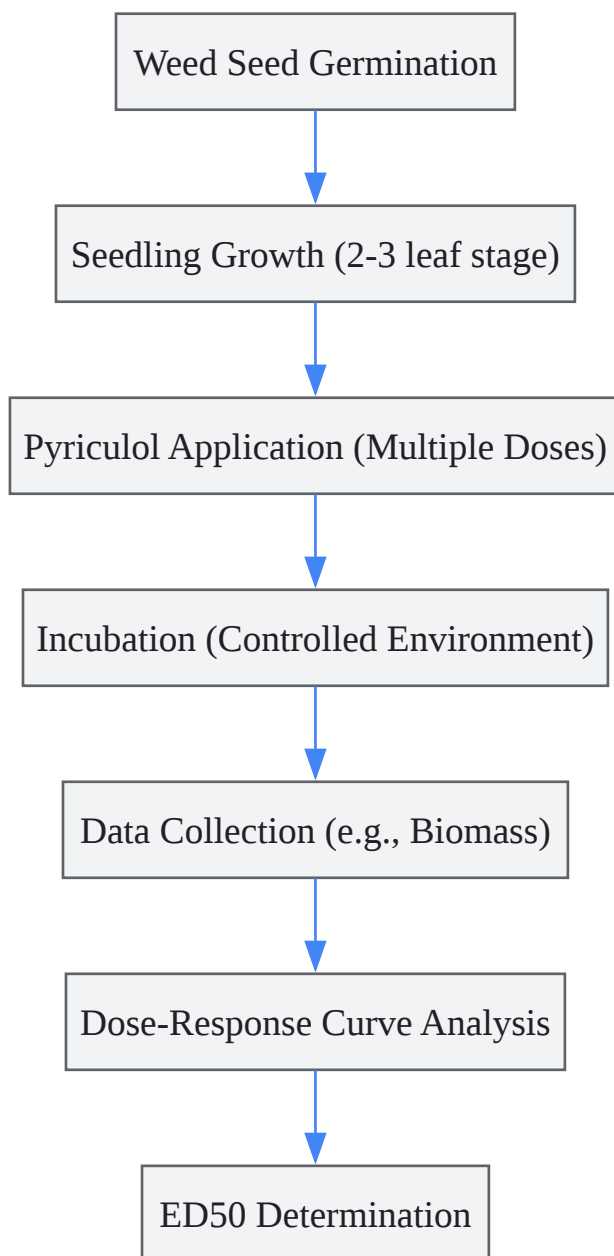 Weed Seed Germination
Seedling Growth (2-3 leaf stage)
Pyriculol Application (Multiple Doses)
Incubation (Controlled Environment)
Data Collection (e.g., Biomass)
Dose-Response Curve Analysis
ED50 Determination